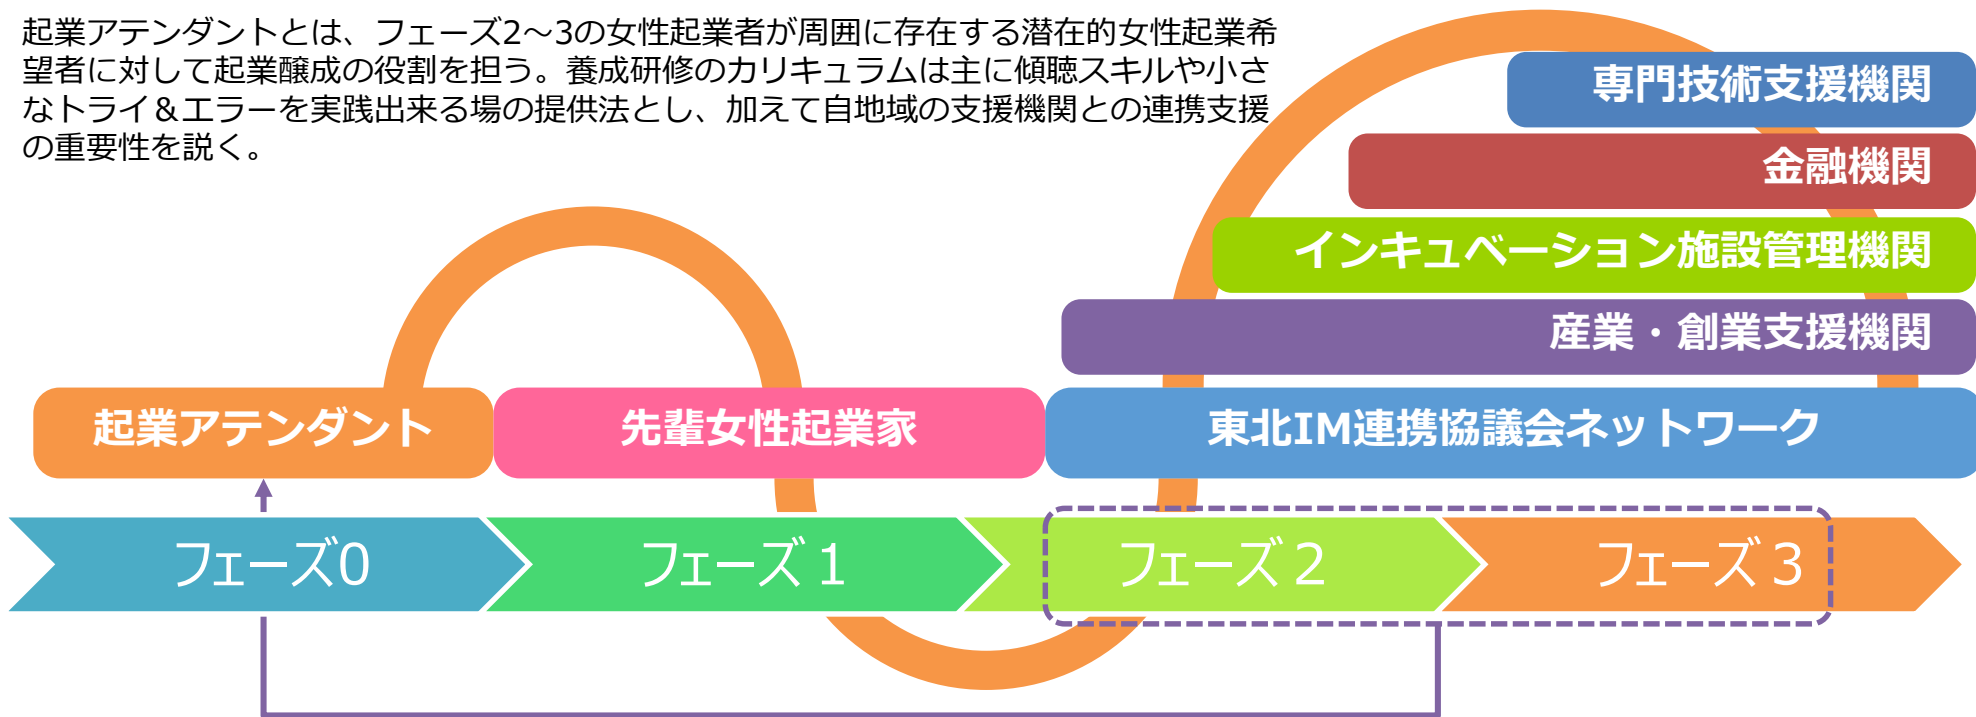 起業アテンダントとは、フェーズ2～3の女性起業者が周囲に存在する潜在的女性起業希
望者に対して起業醸成の役割を担う。養成研修のカリキュラムは主に傾聴スキルや小さ
なトライ＆エラーを実践出来る場の提供法とし、加えて自地域の支援機関との連携支援
の重要性を説く。
専門技術支援機関
金融機関
インキュベーション施設管理機関
産業・創業支援機関
起業アテンダント
先輩女性起業家
東北IM連携協議会ネットワーク
フェーズ0
フェーズ１
フェーズ２
フェーズ３